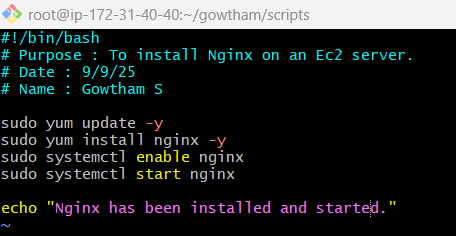 root@ip-172-31-40-40:~/gowtham/scripts
#!/bin/bash
# Purpose : To install Nginx on an Ec2 server.
# Date : 9/9/25
# Name : Gowtham S

sudo yum update -y
sudo yum install nginx -y
sudo systemctl enable nginx
sudo systemctl start nginx

echo "Nginx has been installed and started."
~